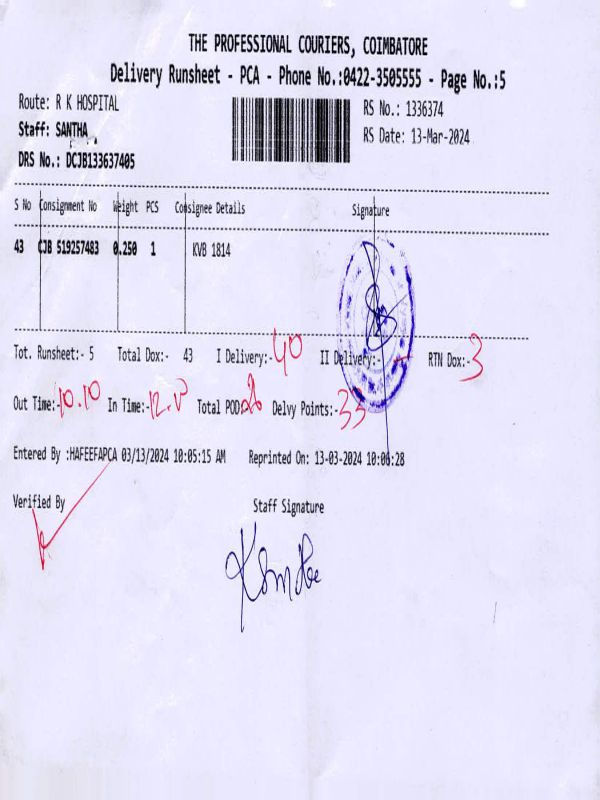 THE PROFESSIONAL COURIERS, COIMBATORE
Delivery Runsheet - PCA - Phone No.:0422-3505555 - Page No.:5
Route: R K HOSPITAL RS No.: 1336374
Staff: SANTHA RS Date: 13-Mar-2024
DRS No.: DCJB133637405
S No Consignment No Weight PCS Consignee Details Signature
43 CJB 519257483 0.250 1 KVB 1814
Tot. Runsheet:- 5 Total Dox:- 43 I Delivery:-40 II Delivery:- - RTN Dox:-3
Out Time:-10.10 In Time:- Total POD: Delvy Points:-33
Entered By :HAFEEFAPCA 03/13/2024 10:05:15 AM Reprinted On: 13-03-2024 10:06:28
Verified By Staff Signature